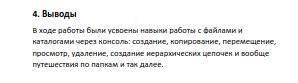 4. Выводы
В ходе работы были усвоены навыки работы с файлами и
каталогами через консоль: создание, копирование, перемещение,
просмотр, удаление, создание иерархических цепочек и вообще
путешествия по папкам и так далее.